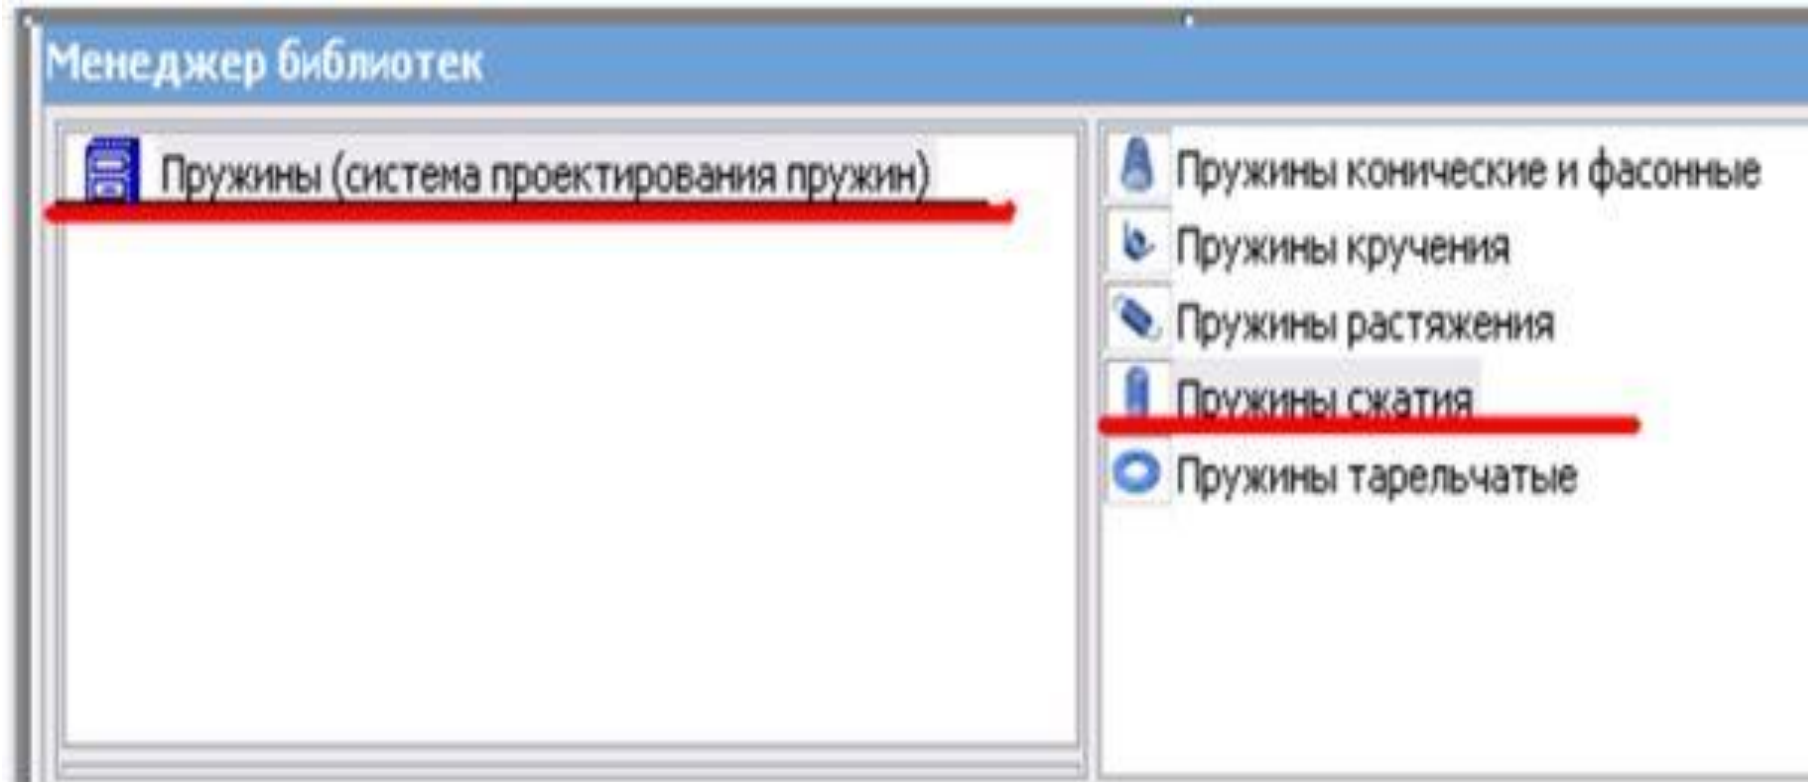 Менеджер библиотек
Пружины (система проектирования пружин)
Пружины конические и фасонные
Пружины кручения
Пружины растяжения
Пружины сжатия
Пружины тарельчатые